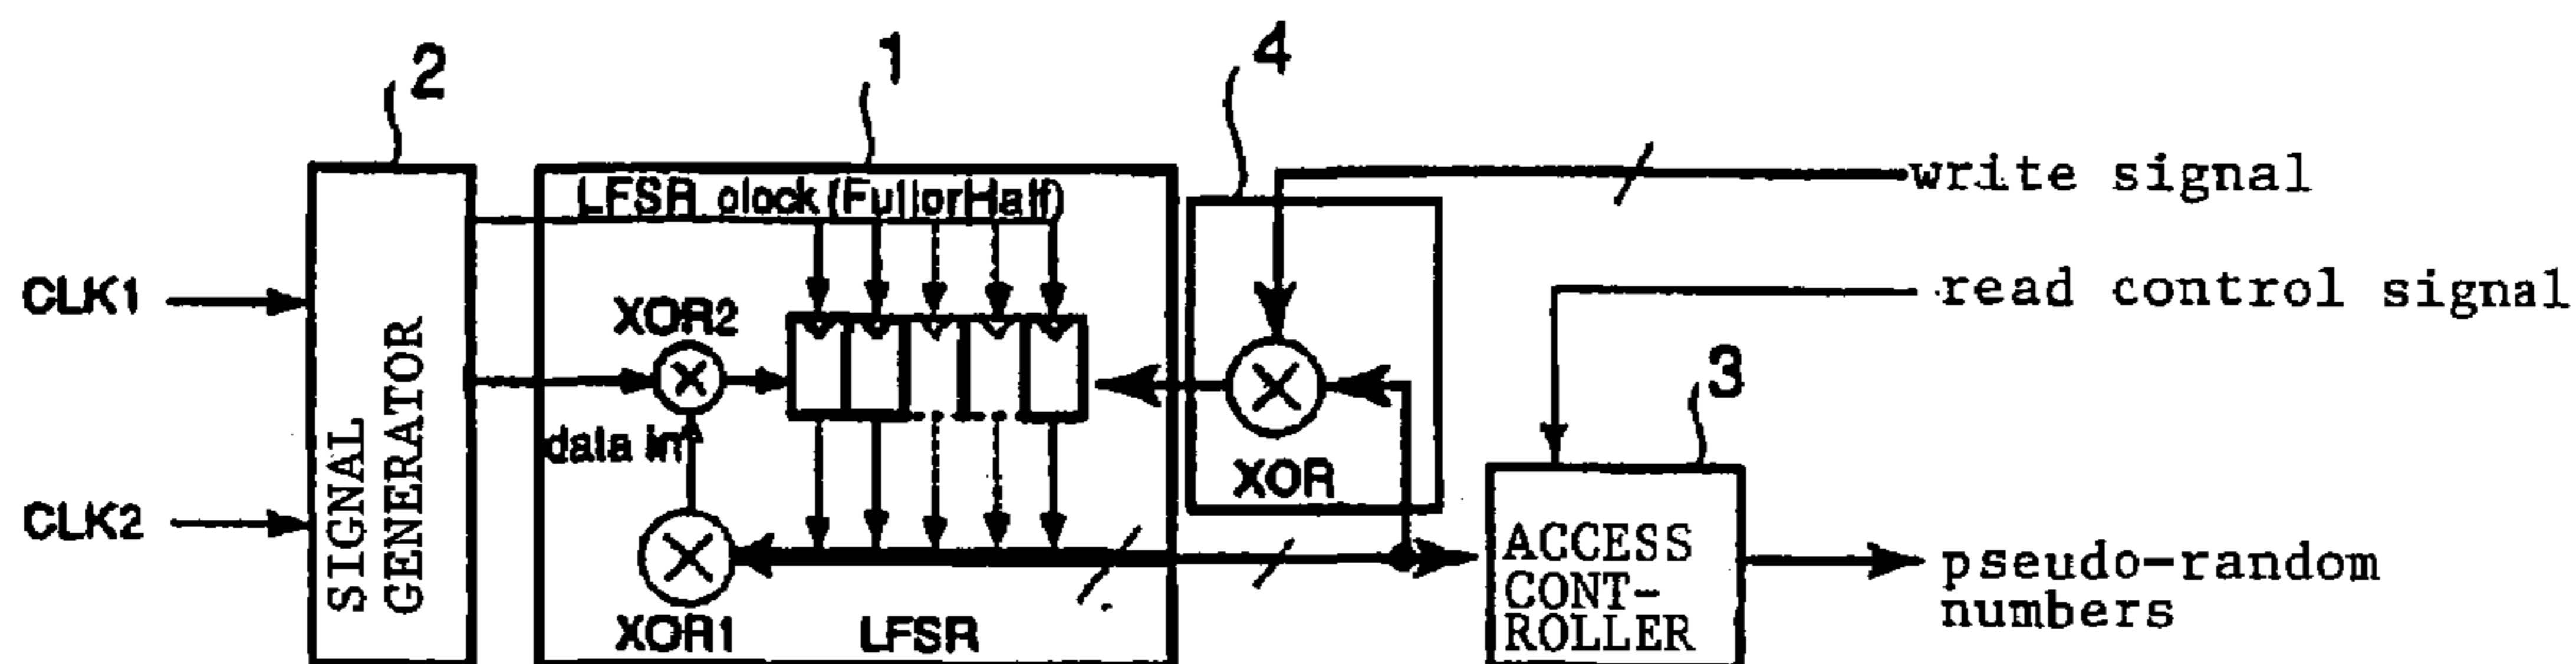 2
1
4
write signal
LFSR clock (FullorHalf)
CLK1
read control signal
XOR2
3
data in
XOR
CLK2
SIGNAL
GENERATOR
ACCESS
CONT-
ROLLER
pseudo-random
numbers
XOR1
LFSR